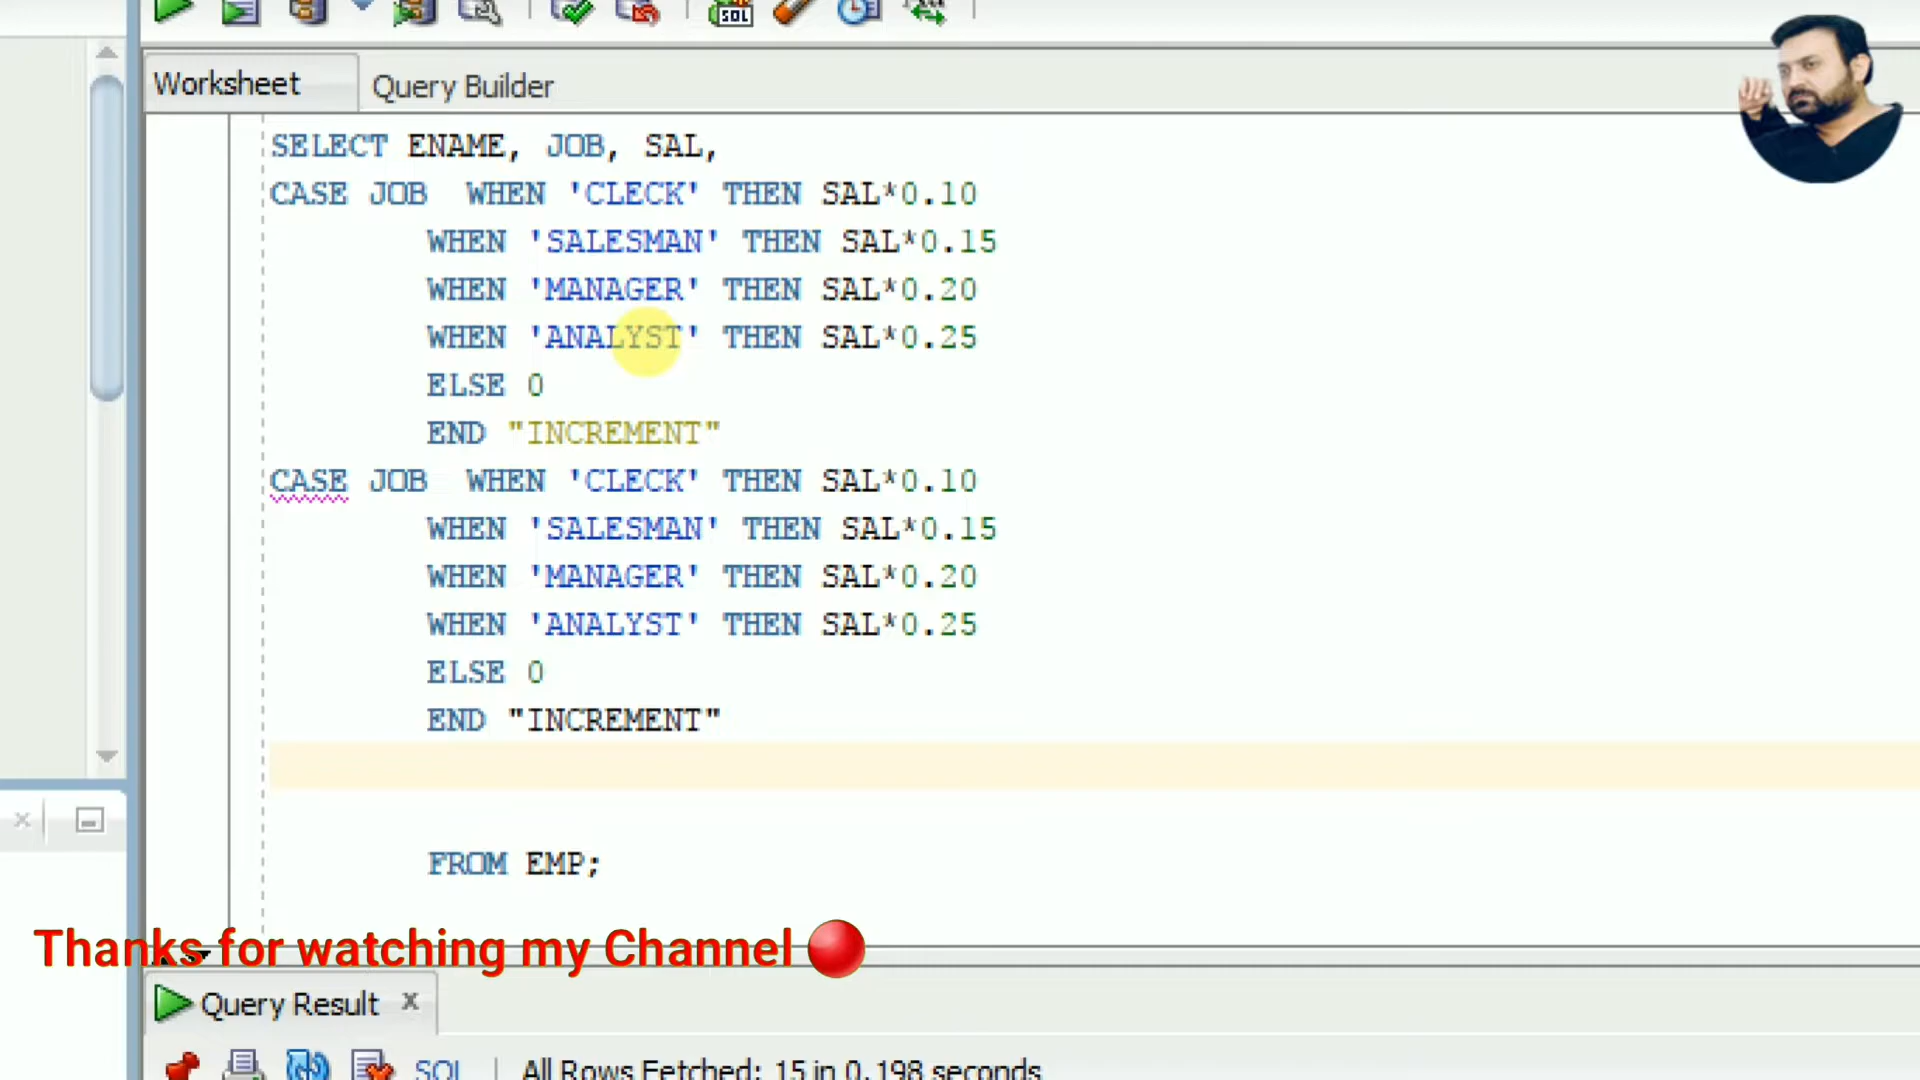 SQL
Worksheet
Query Builder
SELECT ENAME, JOB, SAL,
CASE JOB  WHEN 'CLECK' THEN SAL*0.10
WHEN 'SALESMAN' THEN SAL*0.15
WHEN 'MANAGER' THEN SAL*0.20
WHEN 'ANALYST' THEN SAL*0.25
ELSE 0
END "INCREMENT"
CASE JOB  WHEN 'CLECK' THEN SAL*0.10
WHEN 'SALESMAN' THEN SAL*0.15
WHEN 'MANAGER' THEN SAL*0.20
WHEN 'ANALYST' THEN SAL*0.25
ELSE 0
END "INCREMENT"
FROM EMP;
Thanks for watching my Channel
Query Result x
SQL | All Rows Fetched: 15 in 0.198 seconds